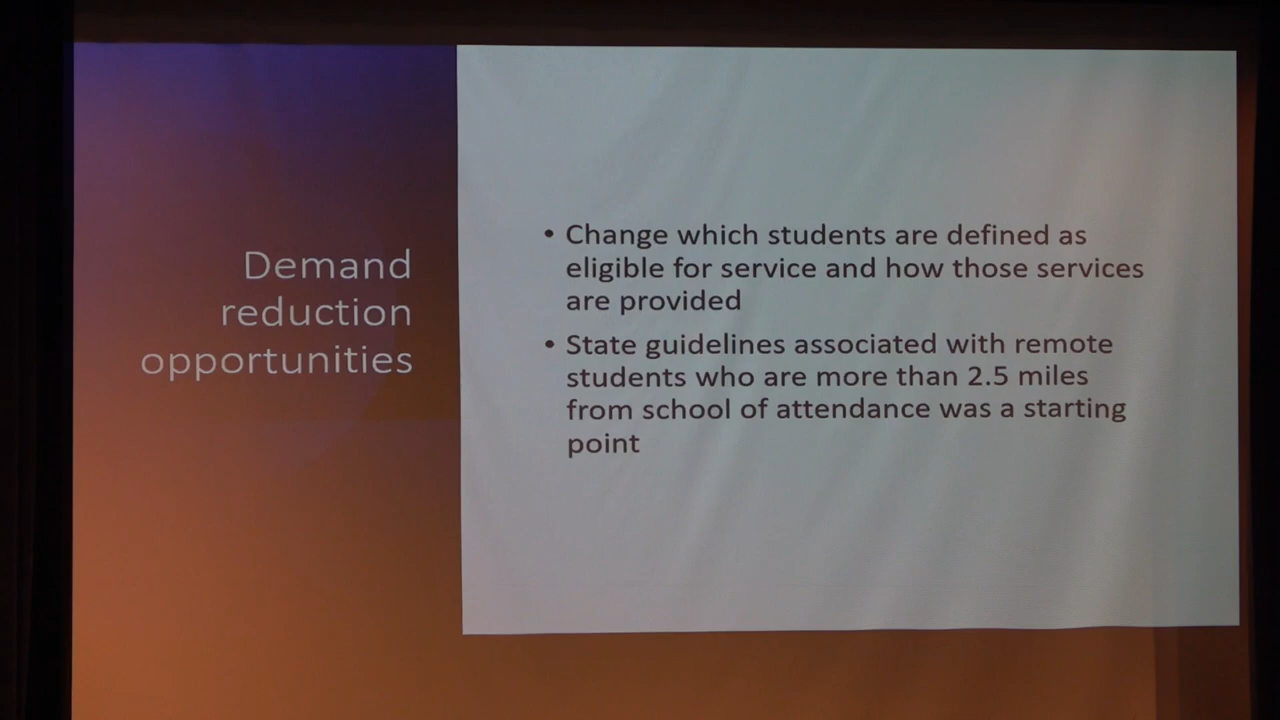 Demand
reduction
opportunities
• Change which students are defined as
eligible for service and how those services
are provided
• State guidelines associated with remote
students who are more than 2.5 miles
from school of attendance was a starting
point